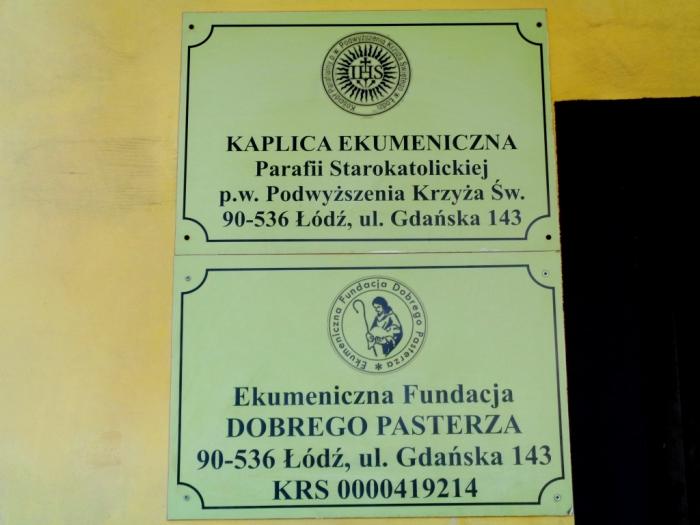 IHS
KAPLICA EKUMENICZNA
Parafii Starokatolickiej
p.w. Podwyższenia Krzyża Św.
90-536 Łódź, ul. Gdańska 143
Ekumeniczna Fundacja Dobrego Pasterza *
Ekumeniczna Fundacja
DOBREGO PASTERZA
90-536 Łódź, ul. Gdańska 143
KRS 0000419214